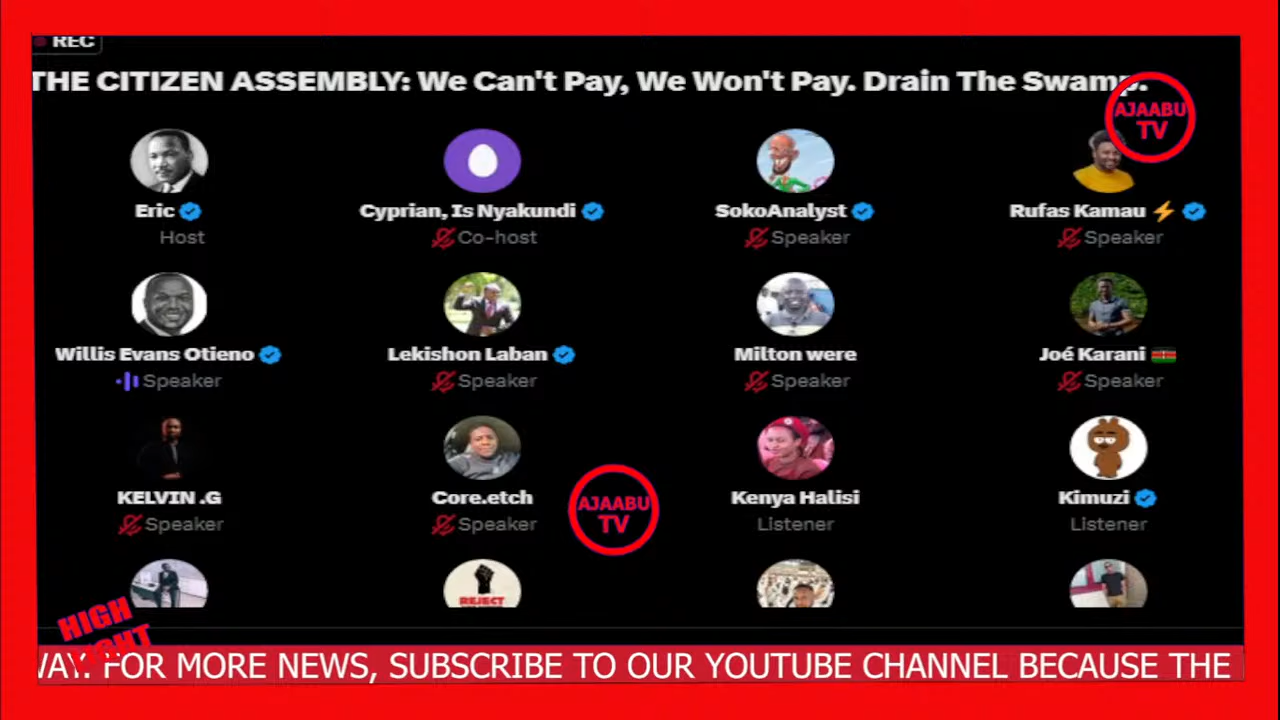 REC
THE CITIZEN ASSEMBLY: We Can't Pay, We Won't Pay. Drain The Swamp.
AJAABU
TV
Eric
Cyprian, Is Nyakundi
SokoAnalyst
Rufas Kamau ⚡
Host
Co-host
Speaker
Speaker
Willis Evans Otieno
Lekishon Laban
Milton were
Joé Karani 🇰🇪
Speaker
Speaker
Speaker
Speaker
KELVIN .G
Core.etch
Kenya Halisi
Kimuzi
Speaker
Speaker
Listener
Listener
AJAABU
TV
REJECT
HIGH
FOR MORE NEWS, SUBSCRIBE TO OUR YOUTUBE CHANNEL BECAUSE THE